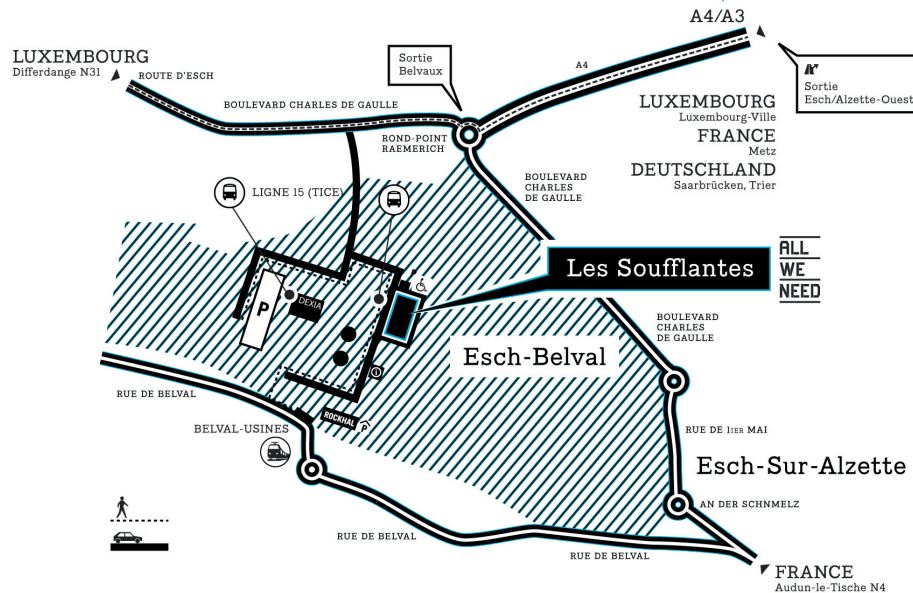 A4/A3
LUXEMBOURG
Differdange N31
ROUTE D'ESCH
Sortie
Belvaux
A4
Sortie
Esch/Alzette-Ouest
BOULEVARD CHARLES DE GAULLE
LUXEMBOURG
Luxembourg-Ville
FRANCE
Metz
DEUTSCHLAND
Saarbrücken, Trier
ROND-POINT
RAEMERICH
BOULEVARD
CHARLES
DE GAULLE
LIGNE 15 (TICE)
Les Soufflantes
ALL
WE
NEED
P
DEXIA
P
BOULEVARD
CHARLES
DE GAULLE
Esch-Belval
RUE DE BELVAL
ROCKHAL
P
BELVAL-USINES
RUE DE 1IER MAI
Esch-Sur-Alzette
AN DER SCHNMELZ
RUE DE BELVAL
RUE DE BELVAL
FRANCE
Audun-le-Tische N4